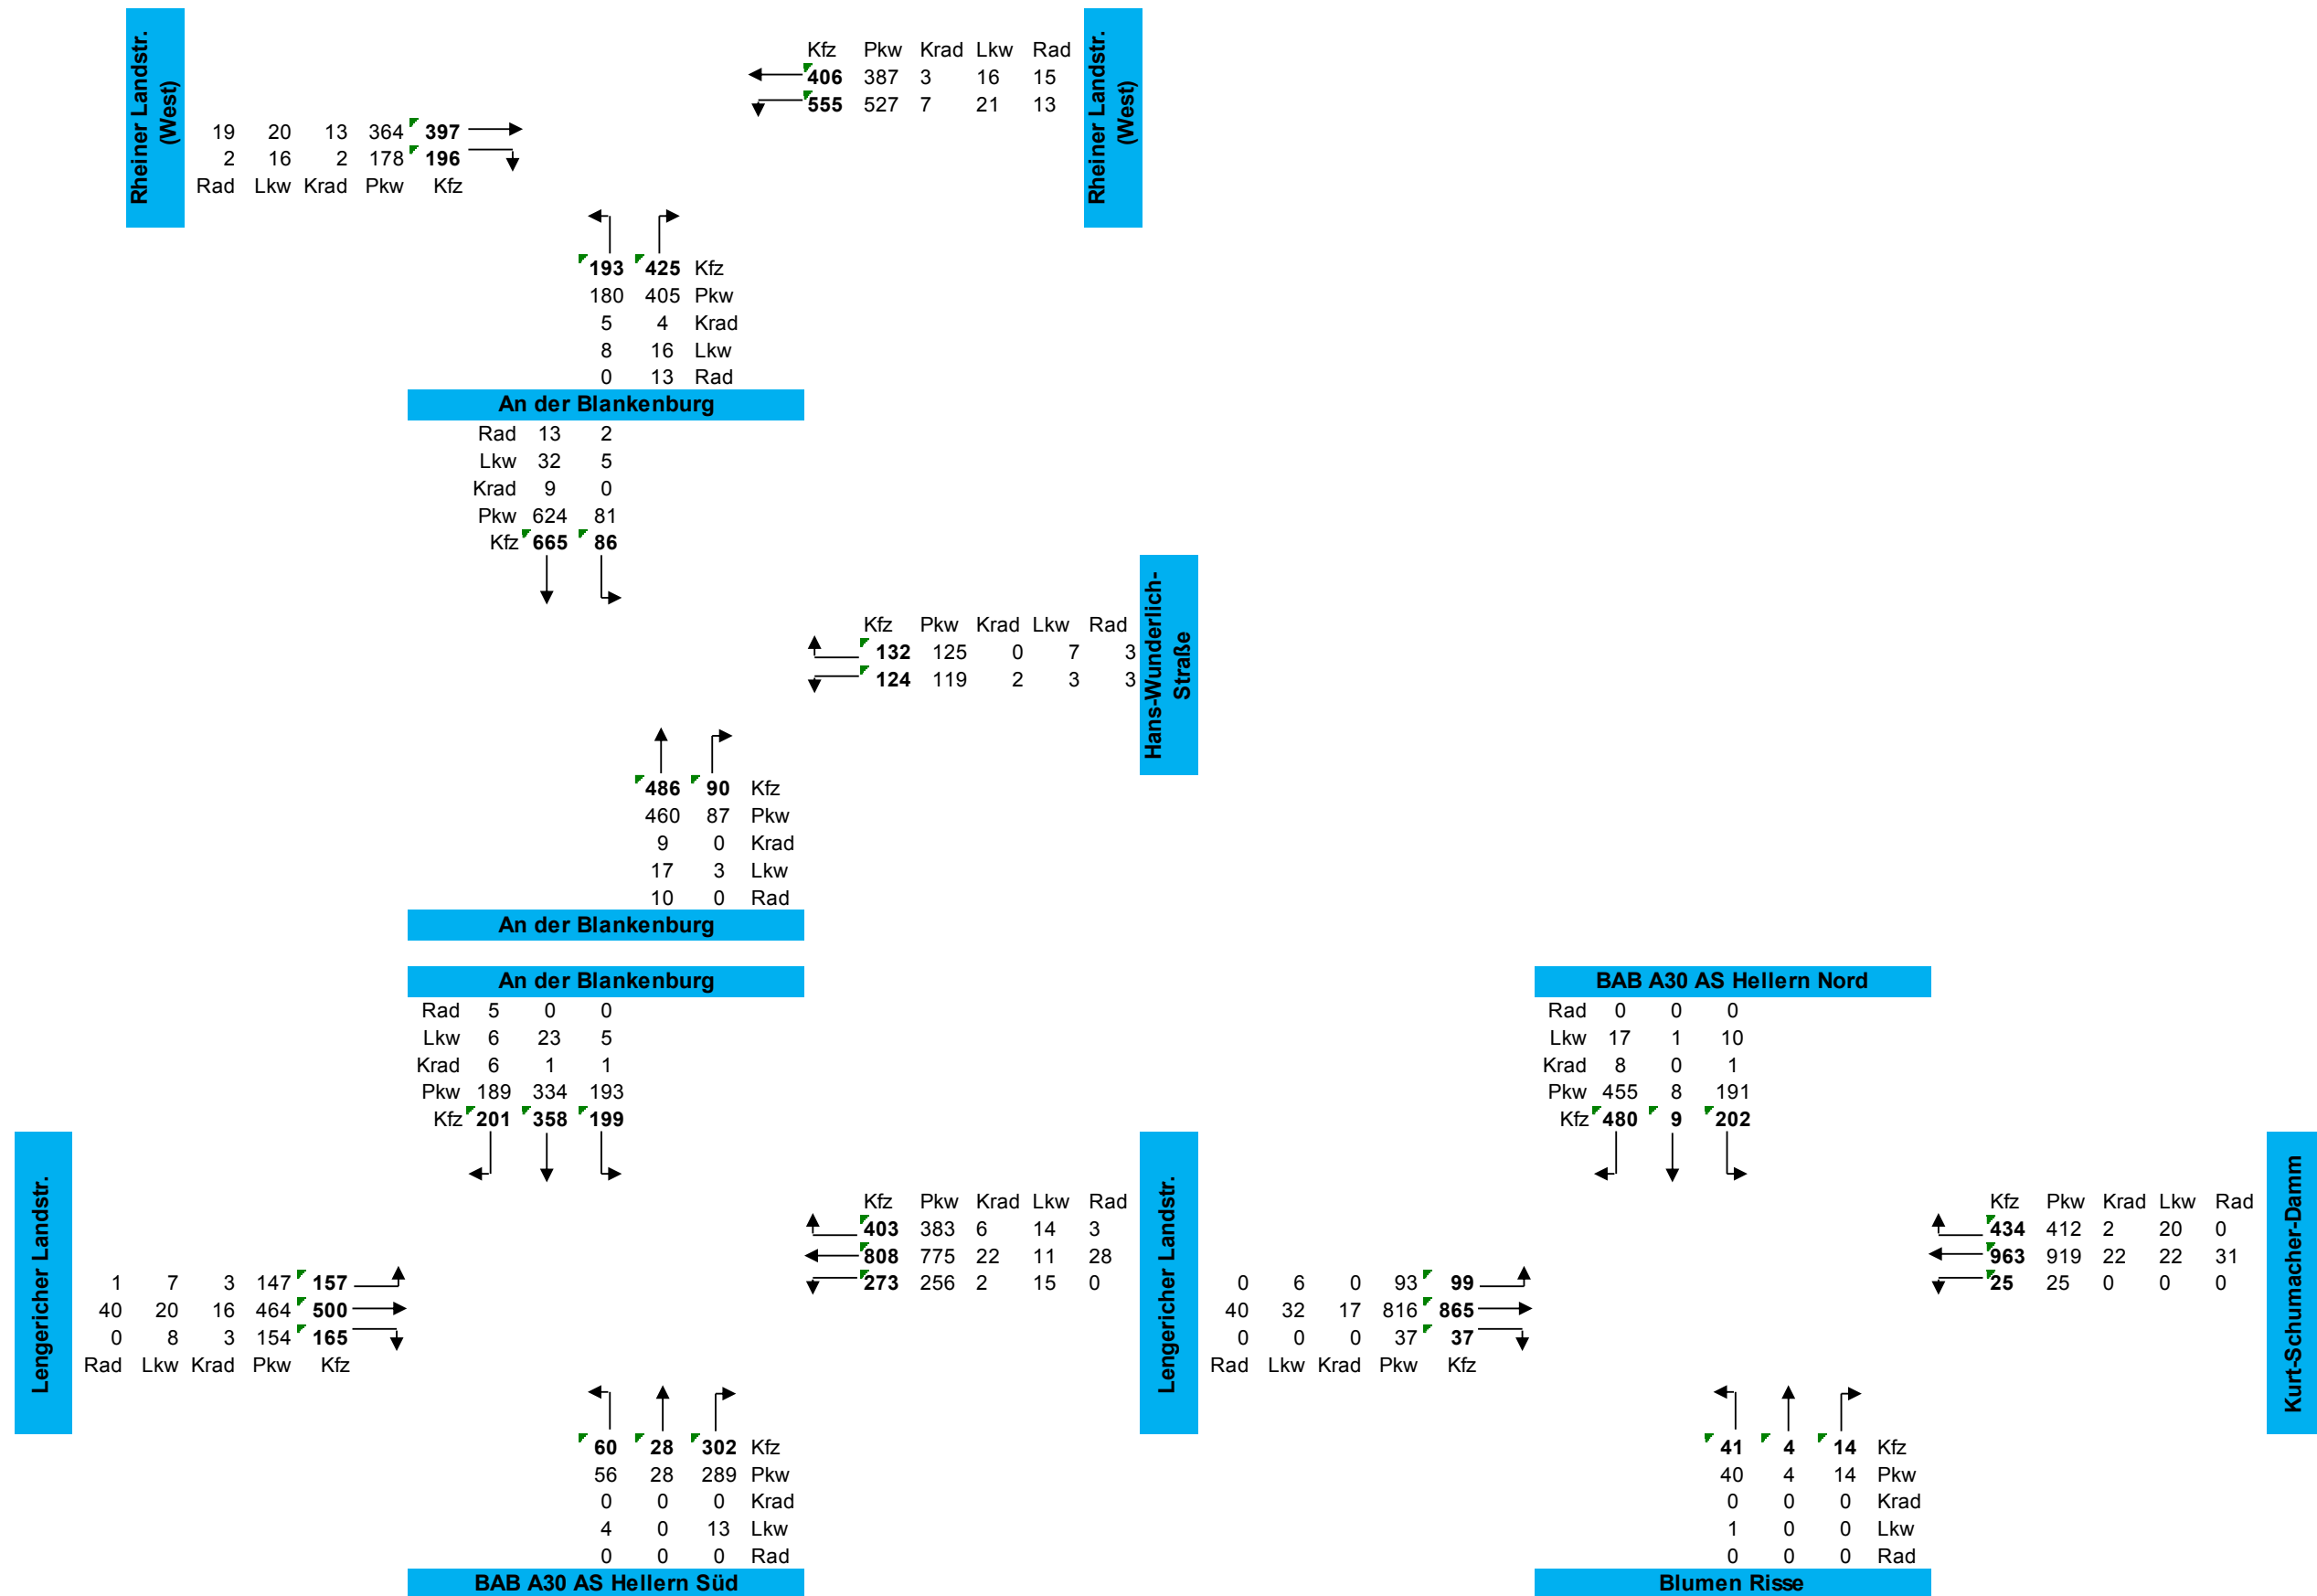 Rheiner Landstr.
(West)
Kfz Pkw Krad Lkw Rad
406 387 3 16 15
555 527 7 21 13
Rheiner Landstr.
(West)
19 20 13 364 397
2 16 2 178 196
Rad Lkw Krad Pkw Kfz
193 425 Kfz
180 405 Pkw
5 4 Krad
8 16 Lkw
0 13 Rad
An der Blankenburg
Rad 13 2
Lkw 32 5
Krad 9 0
Pkw 624 81
Kfz 665 86
Kfz Pkw Krad Lkw Rad
132 125 0 7 3
124 119 2 3 3
Hans-Wunderlich-
Straße
486 90 Kfz
460 87 Pkw
9 0 Krad
17 3 Lkw
10 0 Rad
An der Blankenburg
An der Blankenburg
Rad 5 0 0
Lkw 6 23 5
Krad 6 1 1
Pkw 189 334 193
Kfz 201 358 199
Lengericher Landstr.
1 7 3 147 157
40 20 16 464 500
0 8 3 154 165
Rad Lkw Krad Pkw Kfz
Kfz Pkw Krad Lkw Rad
403 383 6 14 3
808 775 22 11 28
273 256 2 15 0
60 28 302 Kfz
56 28 289 Pkw
0 0 0 Krad
4 0 13 Lkw
0 0 0 Rad
BAB A30 AS Hellern Süd
BAB A30 AS Hellern Nord
Rad 0 0 0
Lkw 17 1 10
Krad 8 0 1
Pkw 455 8 191
Kfz 480 9 202
Lengericher Landstr.
0 6 0 93 99
40 32 17 816 865
0 0 0 37 37
Rad Lkw Krad Pkw Kfz
Kfz Pkw Krad Lkw Rad
434 412 2 20 0
963 919 22 22 31
25 25 0 0 0
Kurt-Schumacher-Damm
41 4 14 Kfz
40 4 14 Pkw
0 0 0 Krad
1 0 0 Lkw
0 0 0 Rad
Blumen Risse